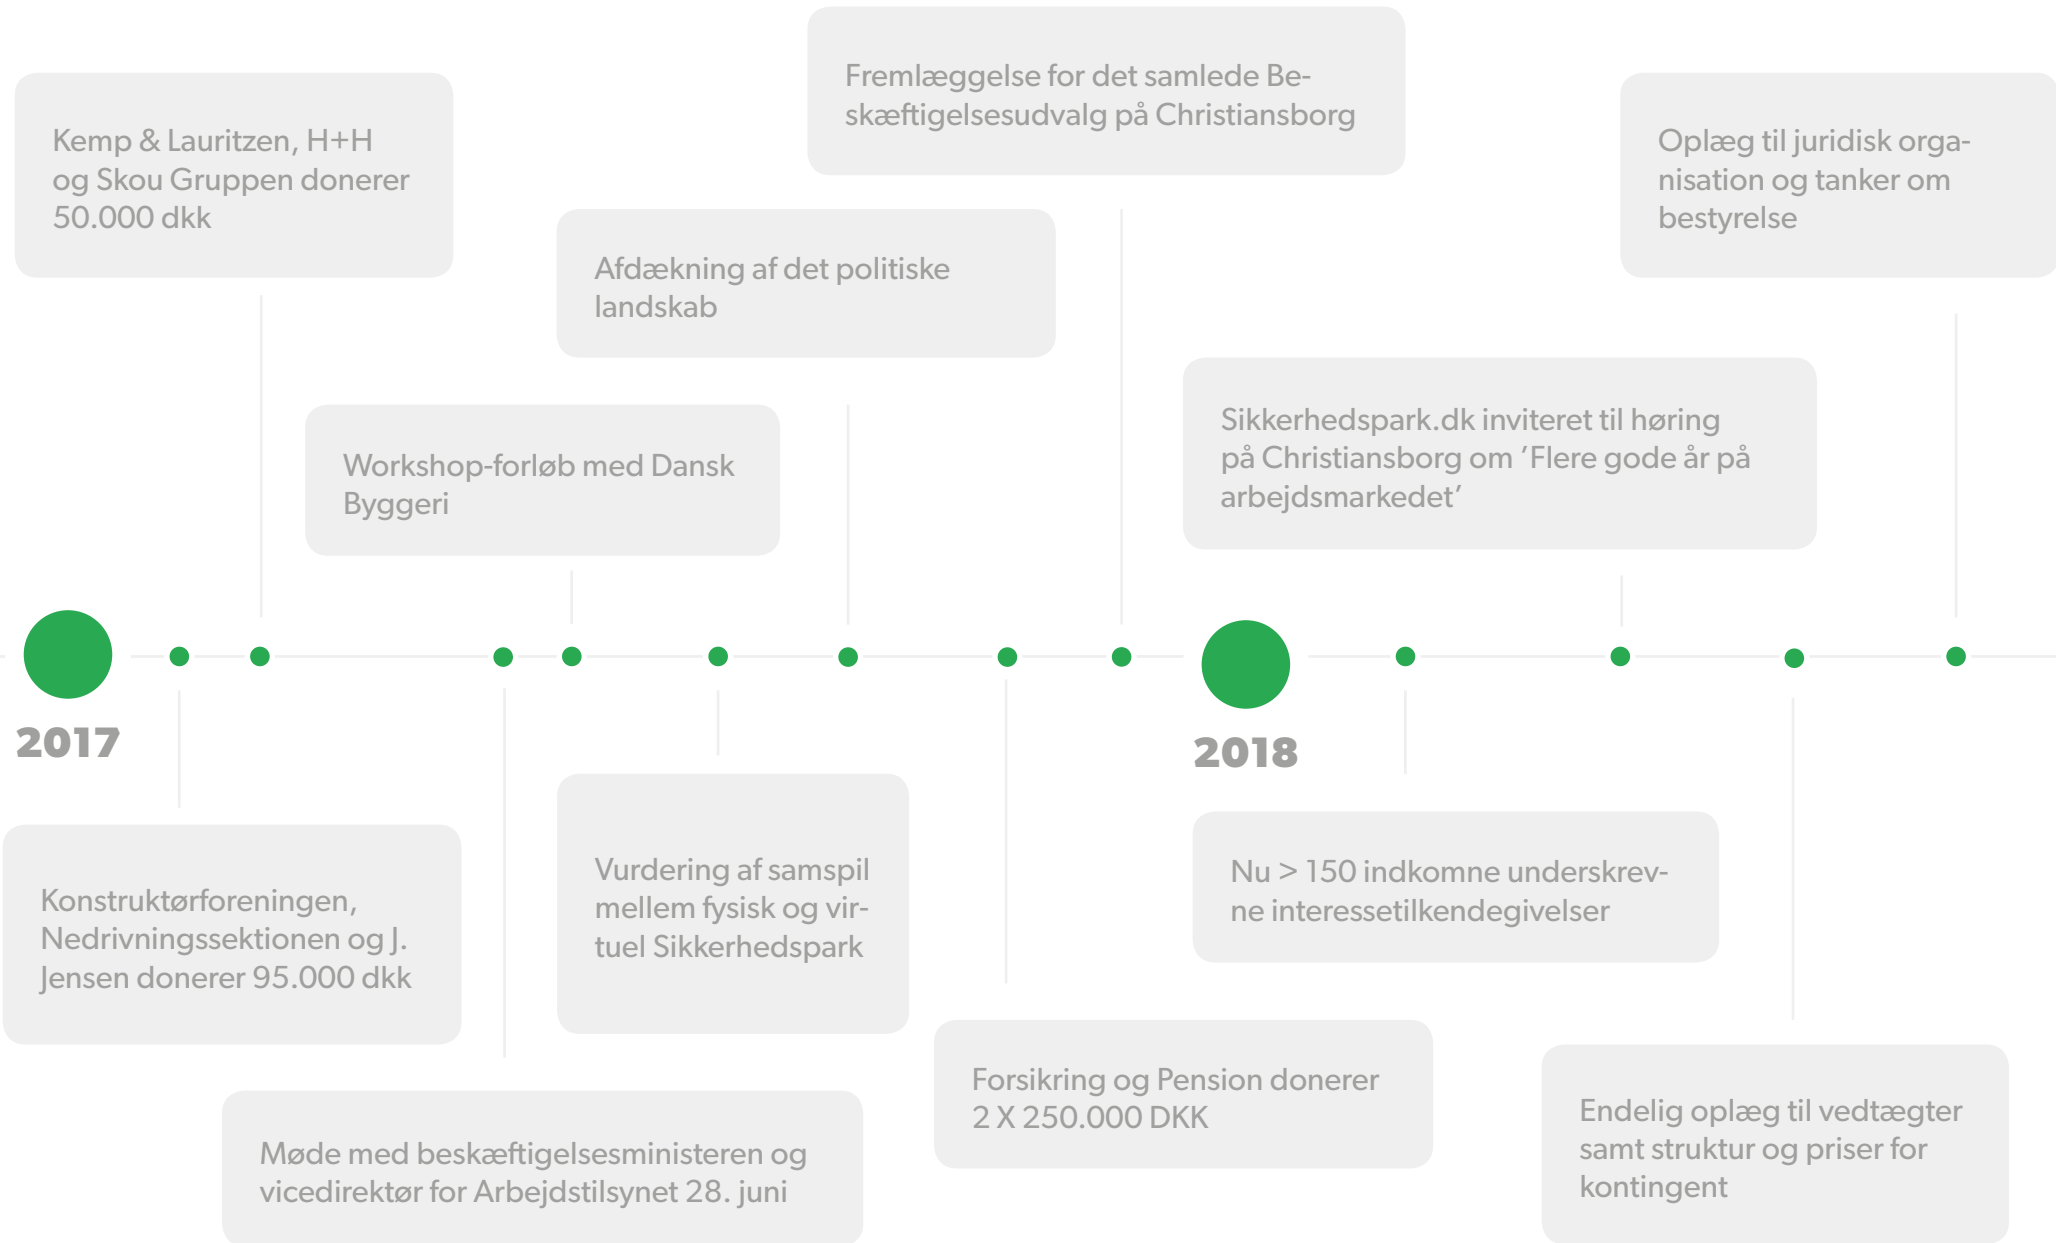 Fremlæggelse for det samlede Be-
skæftigelsesudvalg på Christiansborg
Kemp & Lauritzen, H+H
og Skou Gruppen donerer
50.000 dkk
Oplæg til juridisk orga-
nisation og tanker om
bestyrelse
Afdækning af det politiske
landskab
Sikkerhedspark.dk inviteret til høring
på Christiansborg om ’Flere gode år på
arbejdsmarkedet’
Workshop-forløb med Dansk
Byggeri
2017
2018
Konstruktørforeningen,
Nedrivningssektionen og J.
Jensen donerer 95.000 dkk
Vurdering af samspil
mellem fysisk og vir-
tuel Sikkerhedspark
Nu > 150 indkomne underskrev-
ne interessetilkendegivelser
Forsikring og Pension donerer
2 X 250.000 DKK
Møde med beskæftigelsesministeren og
vicedirektør for Arbejdstilsynet 28. juni
Endelig oplæg til vedtægter
samt struktur og priser for
kontingent